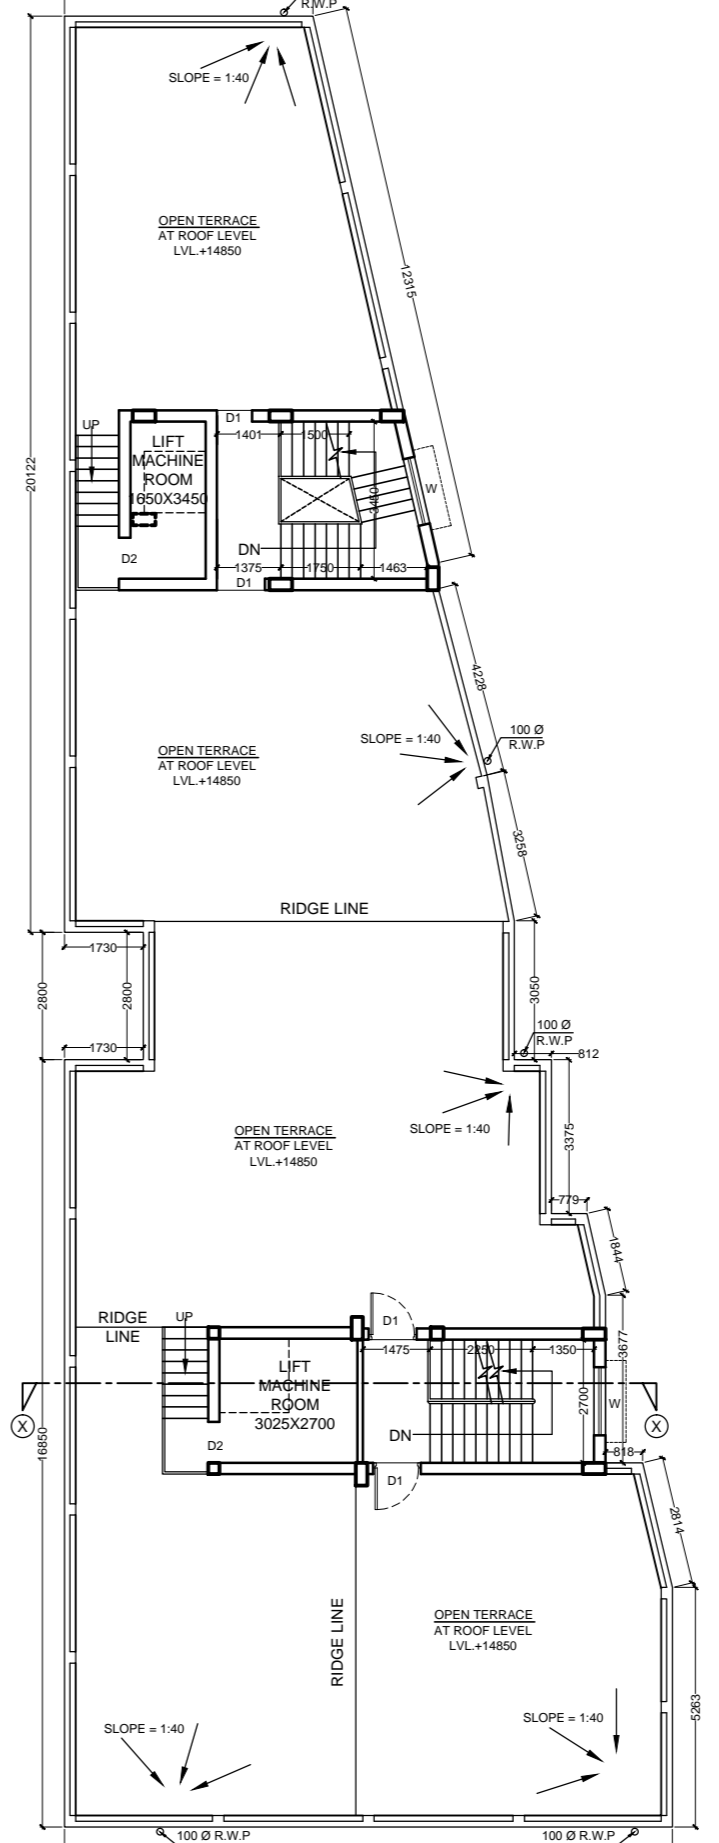 R.W.P
SLOPE = 1:40
12315
OPEN TERRACE
AT ROOF LEVEL
LVL.+14850
20122
UP
D1
1401
1500
LIFT
MACHINE
ROOM
1650X3450
3450
W
DN
D2
1375
1750
1463
D1
4228
100 Ø
R.W.P
SLOPE = 1:40
OPEN TERRACE
AT ROOF LEVEL
LVL.+14850
3258
RIDGE LINE
1730
2800
2800
3050
1730
100 Ø
R.W.P
812
OPEN TERRACE
AT ROOF LEVEL
LVL.+14850
SLOPE = 1:40
3375
779
1844
RIDGE
LINE
UP
D1
1475
2250
1350
3677
LIFT
MACHINE
ROOM
3025X2700
2700
W
X
X
DN
D2
818
D1
16850
2814
RIDGE LINE
OPEN TERRACE
AT ROOF LEVEL
LVL.+14850
SLOPE = 1:40
SLOPE = 1:40
5263
100 Ø R.W.P
100 Ø R.W.P